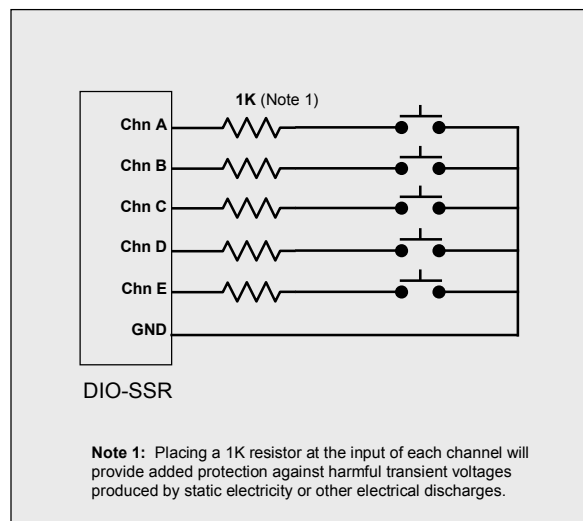 1K (Note 1)
Chn A
Chn B
Chn C
Chn D
Chn E
GND
DIO-SSR
Note 1: Placing a 1K resistor at the input of each channel will
provide added protection against harmful transient voltages
produced by static electricity or other electrical discharges.